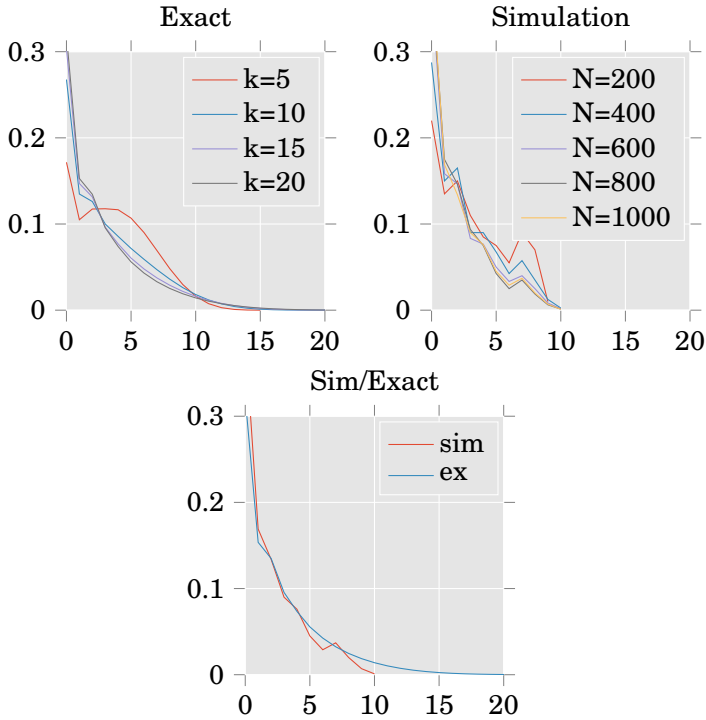 Exact
0.3
0.2
0.1
0
0 5 10 15 20
k=5
k=10
k=15
k=20
Simulation
0.3
0.2
0.1
0
0 5 10 15 20
N=200
N=400
N=600
N=800
N=1000
Sim/Exact
0.3
0.2
0.1
0
0 5 10 15 20
sim
ex